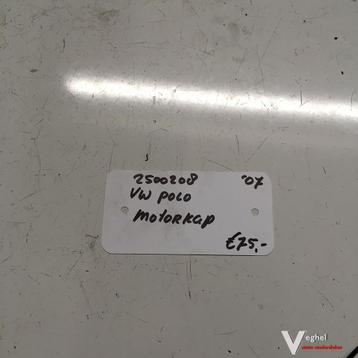 2500208 '07
VW POLO
motorkap
€75,-
Veghel